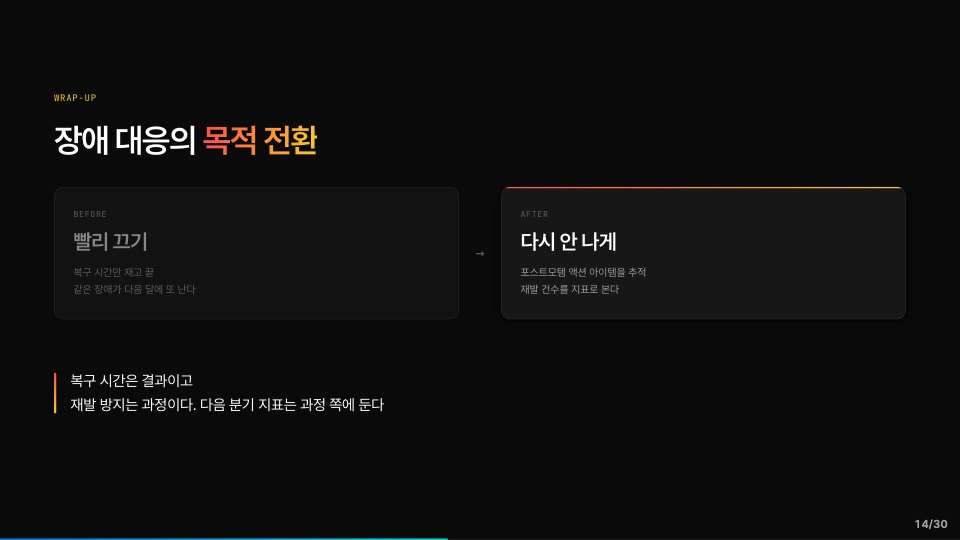 WRAP-UP
장애 대응의 목적 전환
BEFORE
빨리 끄기
복구 시간만 재고 끝
같은 장애가 다음 달에 또 난다
→
AFTER
다시 안 나게
포스트모템 액션 아이템을 추적
재발 건수를 지표로 본다
복구 시간은 결과이고
재발 방지는 과정이다. 다음 분기 지표는 과정 쪽에 둔다
14/30